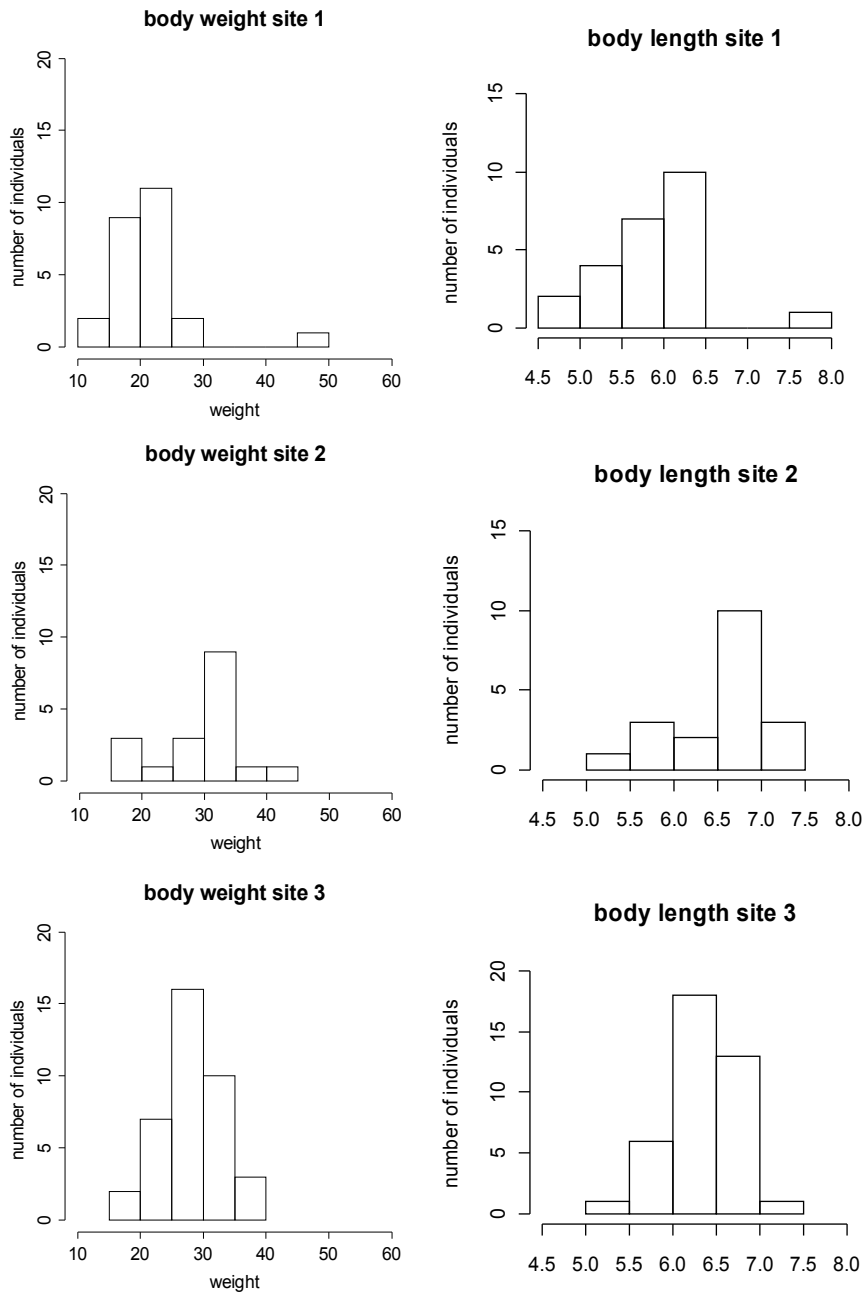 body weight site 1
number of individuals
0 5 10 15 20
10 20 30 40 50 60
weight
body length site 1
number of individuals
0 5 10 15
4.5 5.0 5.5 6.0 6.5 7.0 7.5 8.0
body weight site 2
number of individuals
0 5 10 15 20
10 20 30 40 50 60
weight
body length site 2
number of individuals
0 5 10 15
4.5 5.0 5.5 6.0 6.5 7.0 7.5 8.0
body weight site 3
number of individuals
0 5 10 15 20
10 20 30 40 50 60
weight
body length site 3
number of individuals
0 5 10 15 20
4.5 5.0 5.5 6.0 6.5 7.0 7.5 8.0